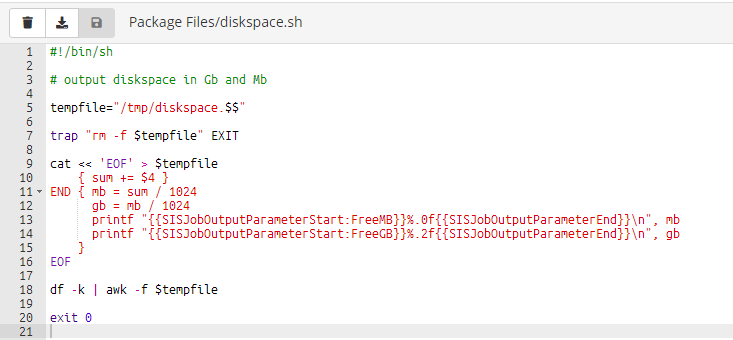 Package Files/diskspace.sh
1 #!/bin/sh
2
3 # output diskspace in Gb and Mb
4
5 tempfile="/tmp/diskspace.$$"
6
7 trap "rm -f $tempfile" EXIT
8
9 cat << 'EOF' > $tempfile
10     { sum += $4 }
11 END { mb = sum / 1024
12       gb = mb / 1024
13       printf "{{SISJobOutputParameterStart:FreeMB}}%.0f{{SISJobOutputParameterEnd}}\n", mb
14       printf "{{SISJobOutputParameterStart:FreeGB}}%.2f{{SISJobOutputParameterEnd}}\n", gb
15     }
16 EOF
17
18 df -k | awk -f $tempfile
19
20 exit 0
21